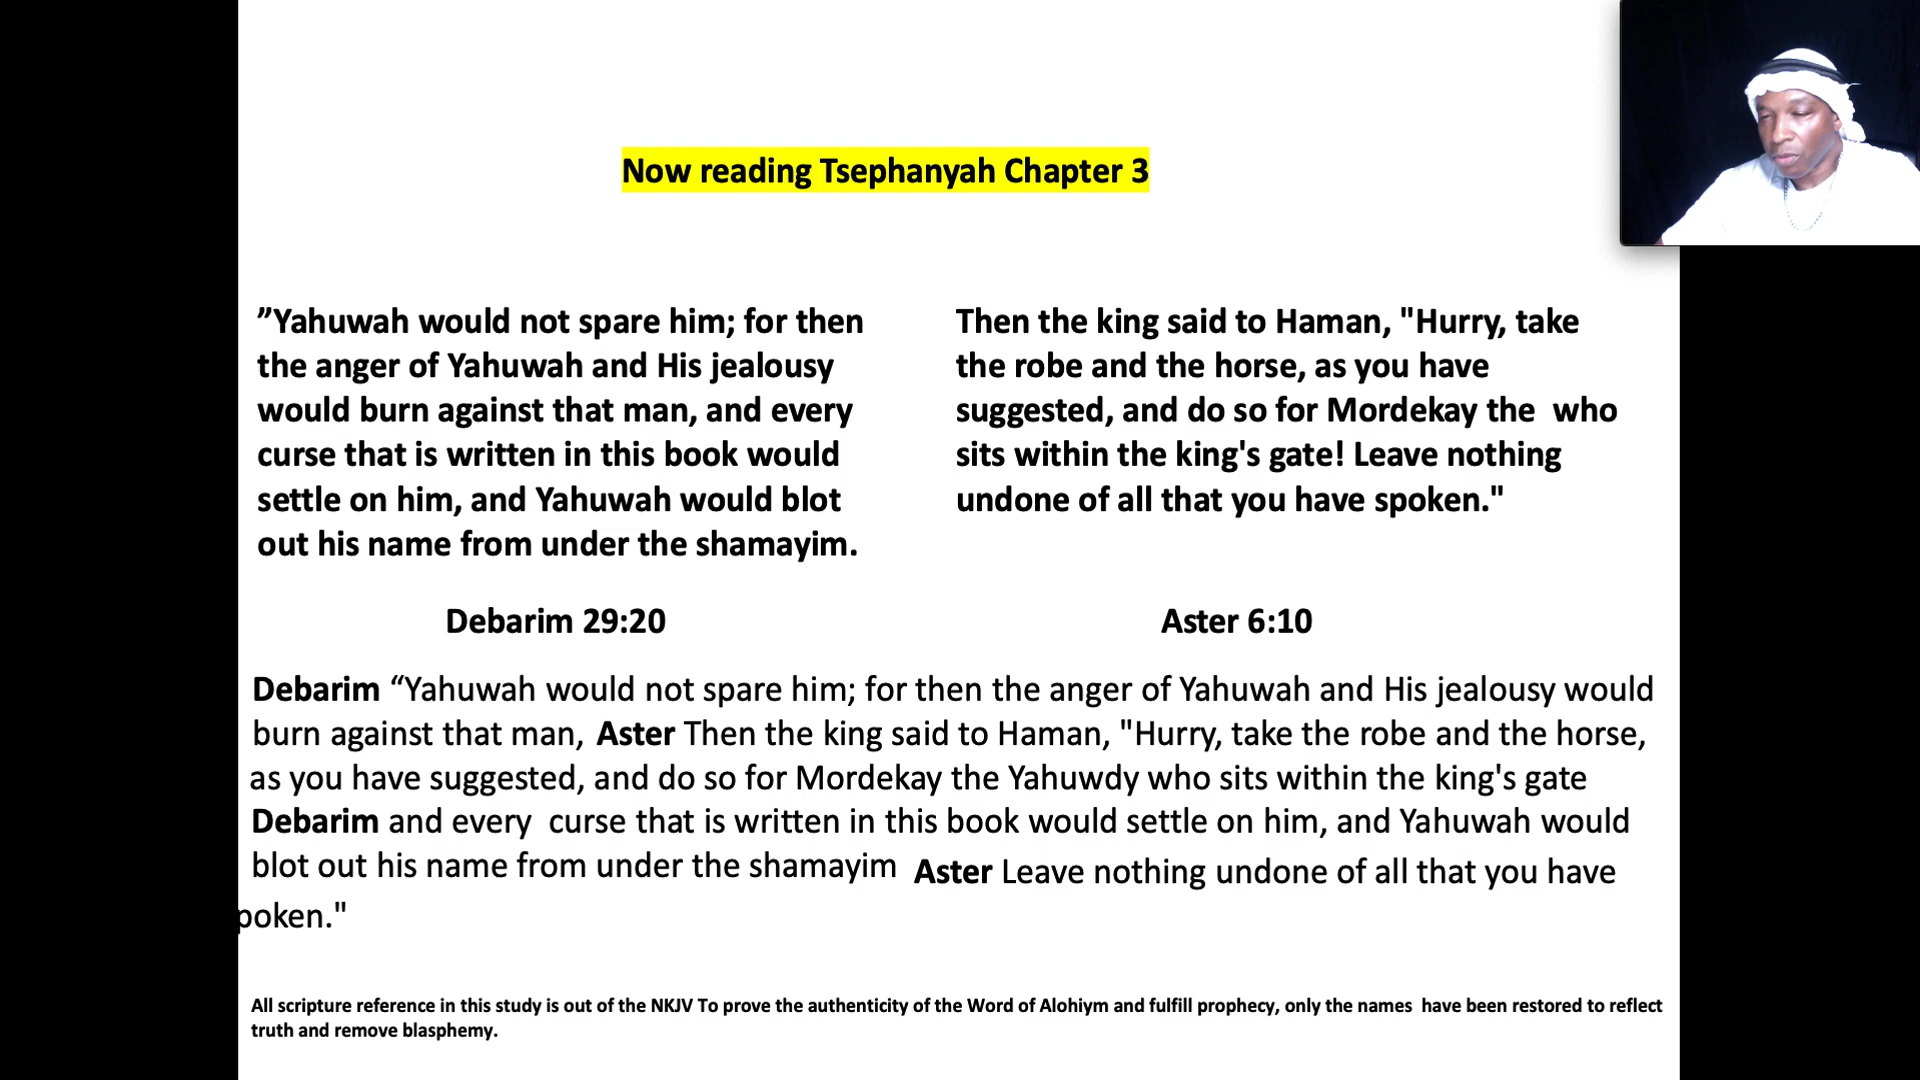 Now reading Tsephanyah Chapter 3
”Yahuwah would not spare him; for then
the anger of Yahuwah and His jealousy
would burn against that man, and every
curse that is written in this book would
settle on him, and Yahuwah would blot
out his name from under the shamayim.
Debarim 29:20
Then the king said to Haman, "Hurry, take
the robe and the horse, as you have
suggested, and do so for Mordekay the  who
sits within the king's gate! Leave nothing
undone of all that you have spoken."
Aster 6:10
Debarim “Yahuwah would not spare him; for then the anger of Yahuwah and His jealousy would
burn against that man, Aster Then the king said to Haman, "Hurry, take the robe and the horse,
as you have suggested, and do so for Mordekay the Yahuwdy who sits within the king's gate
Debarim and every  curse that is written in this book would settle on him, and Yahuwah would
blot out his name from under the shamayim Aster Leave nothing undone of all that you have
poken."
All scripture reference in this study is out of the NKJV To prove the authenticity of the Word of Alohiym and fulfill prophecy, only the names  have been restored to reflect
truth and remove blasphemy.